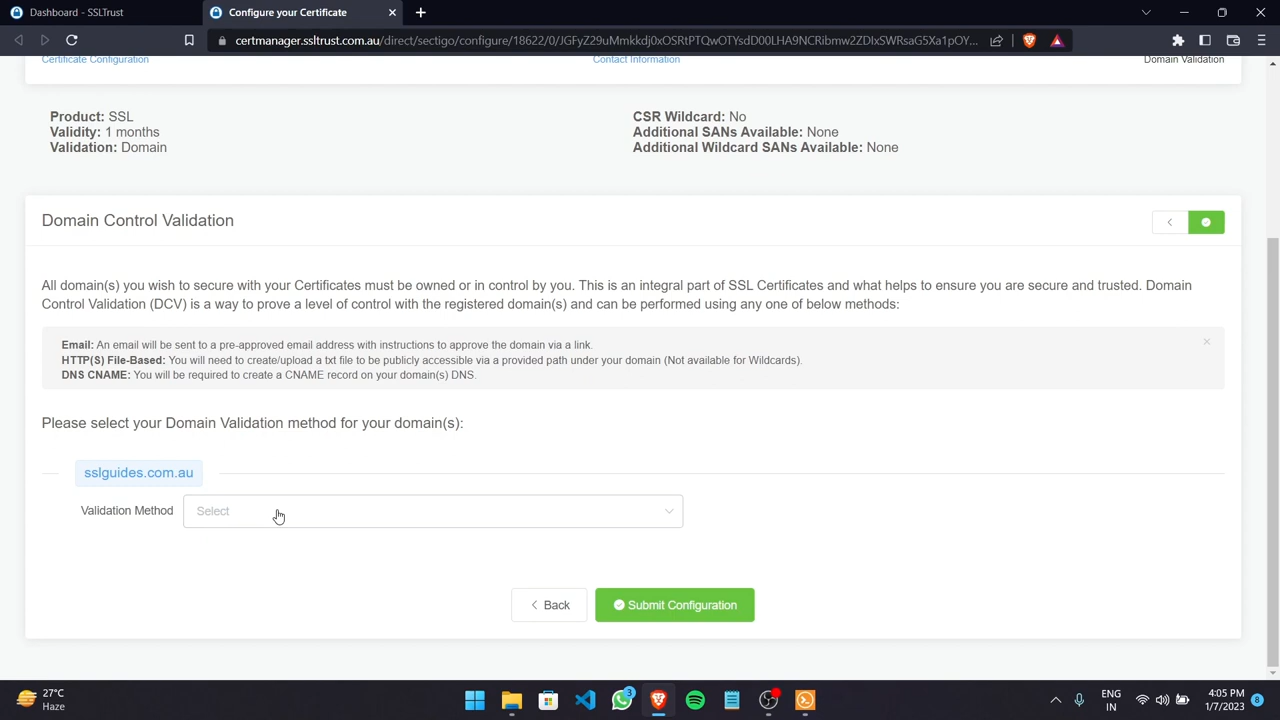 Dashboard - SSLTrust
Configure your Certificate
certmanager.ssltrust.com.au/direct/sectigo/configure/18622/0/JGFyZ29uMmkkdj0xOSRtPTQwOTYsdD00LHA9NCRibmw2ZDlxSWRsaG5Xa1pOY...
Certificate Configuration
Contact Information
Domain Validation
Product: SSL
Validity: 1 months
Validation: Domain
CSR Wildcard: No
Additional SANs Available: None
Additional Wildcard SANs Available: None
Domain Control Validation
All domain(s) you wish to secure with your Certificates must be owned or in control by you. This is an integral part of SSL Certificates and what helps to ensure you are secure and trusted. Domain
Control Validation (DCV) is a way to prove a level of control with the registered domain(s) and can be performed using any one of below methods:
Email: An email will be sent to a pre-approved email address with instructions to approve the domain via a link.
HTTP(S) File-Based: You will need to create/upload a txt file to be publicly accessible via a provided path under your domain (Not available for Wildcards).
DNS CNAME: You will be required to create a CNAME record on your domain(s) DNS.
Please select your Domain Validation method for your domain(s):
sslguides.com.au
Validation Method
Select
Back
Submit Configuration
27°C
Haze
3
ENG
IN
4:05 PM
1/7/2023
8